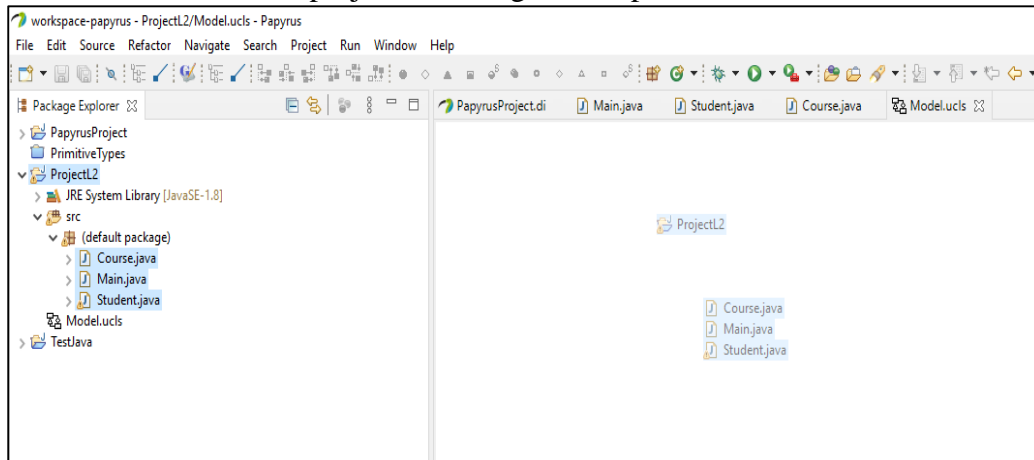 workspace-papyrus - ProjectL2/Model.ucls - Papyrus
File Edit Source Refactor Navigate Search Project Run Window Help
Package Explorer
PapyrusProject.di Main.java Student.java Course.java Model.ucls
PapyrusProject
PrimitiveTypes
ProjectL2
JRE System Library [JavaSE-1.8]
src
(default package)
Course.java
Main.java
Student.java
Model.ucls
TestJava
ProjectL2
Course.java
Main.java
Student.java